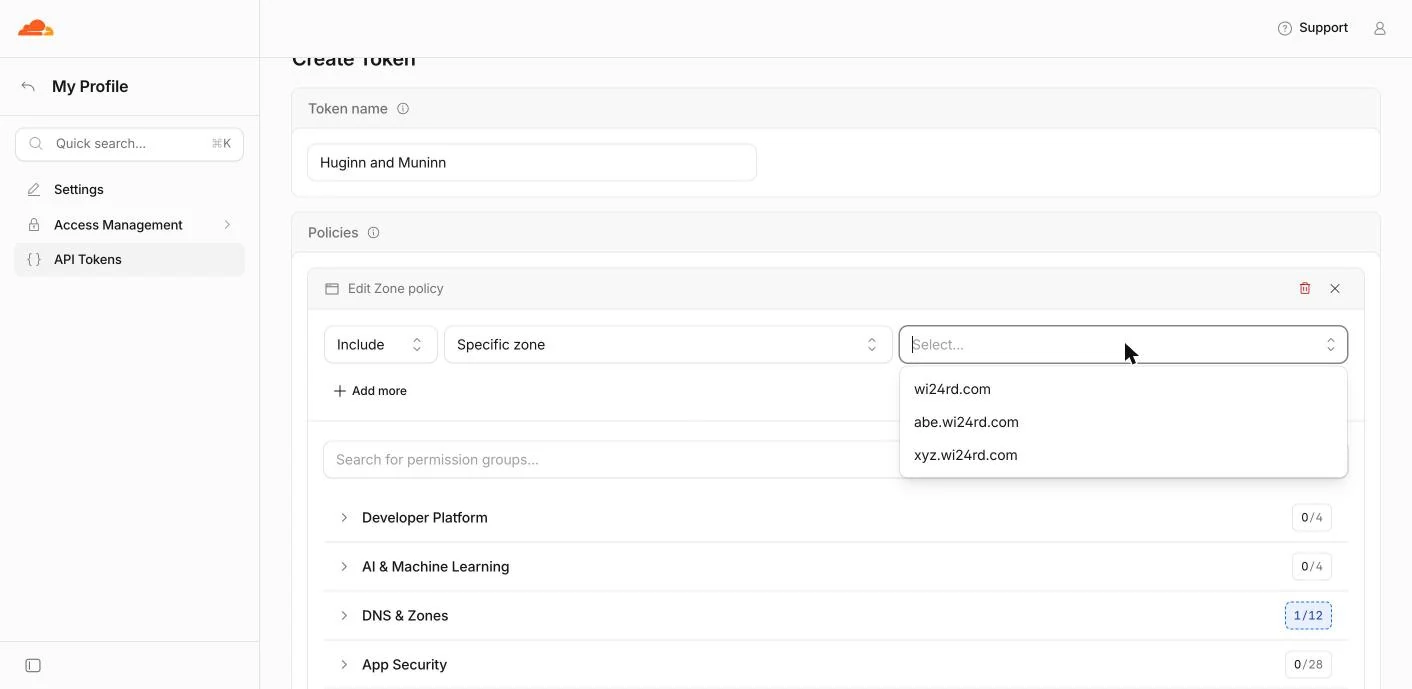 Support
Create Token
My Profile
Token name
Quick search...
⌘K
Huginn and Muninn
Settings
Access Management
Policies
API Tokens
Edit Zone policy
Include
Specific zone
Select...
Add more
wi24rd.com
abe.wi24rd.com
xyz.wi24rd.com
Search for permission groups...
Developer Platform
0/4
AI & Machine Learning
0/4
DNS & Zones
1/12
App Security
0/28